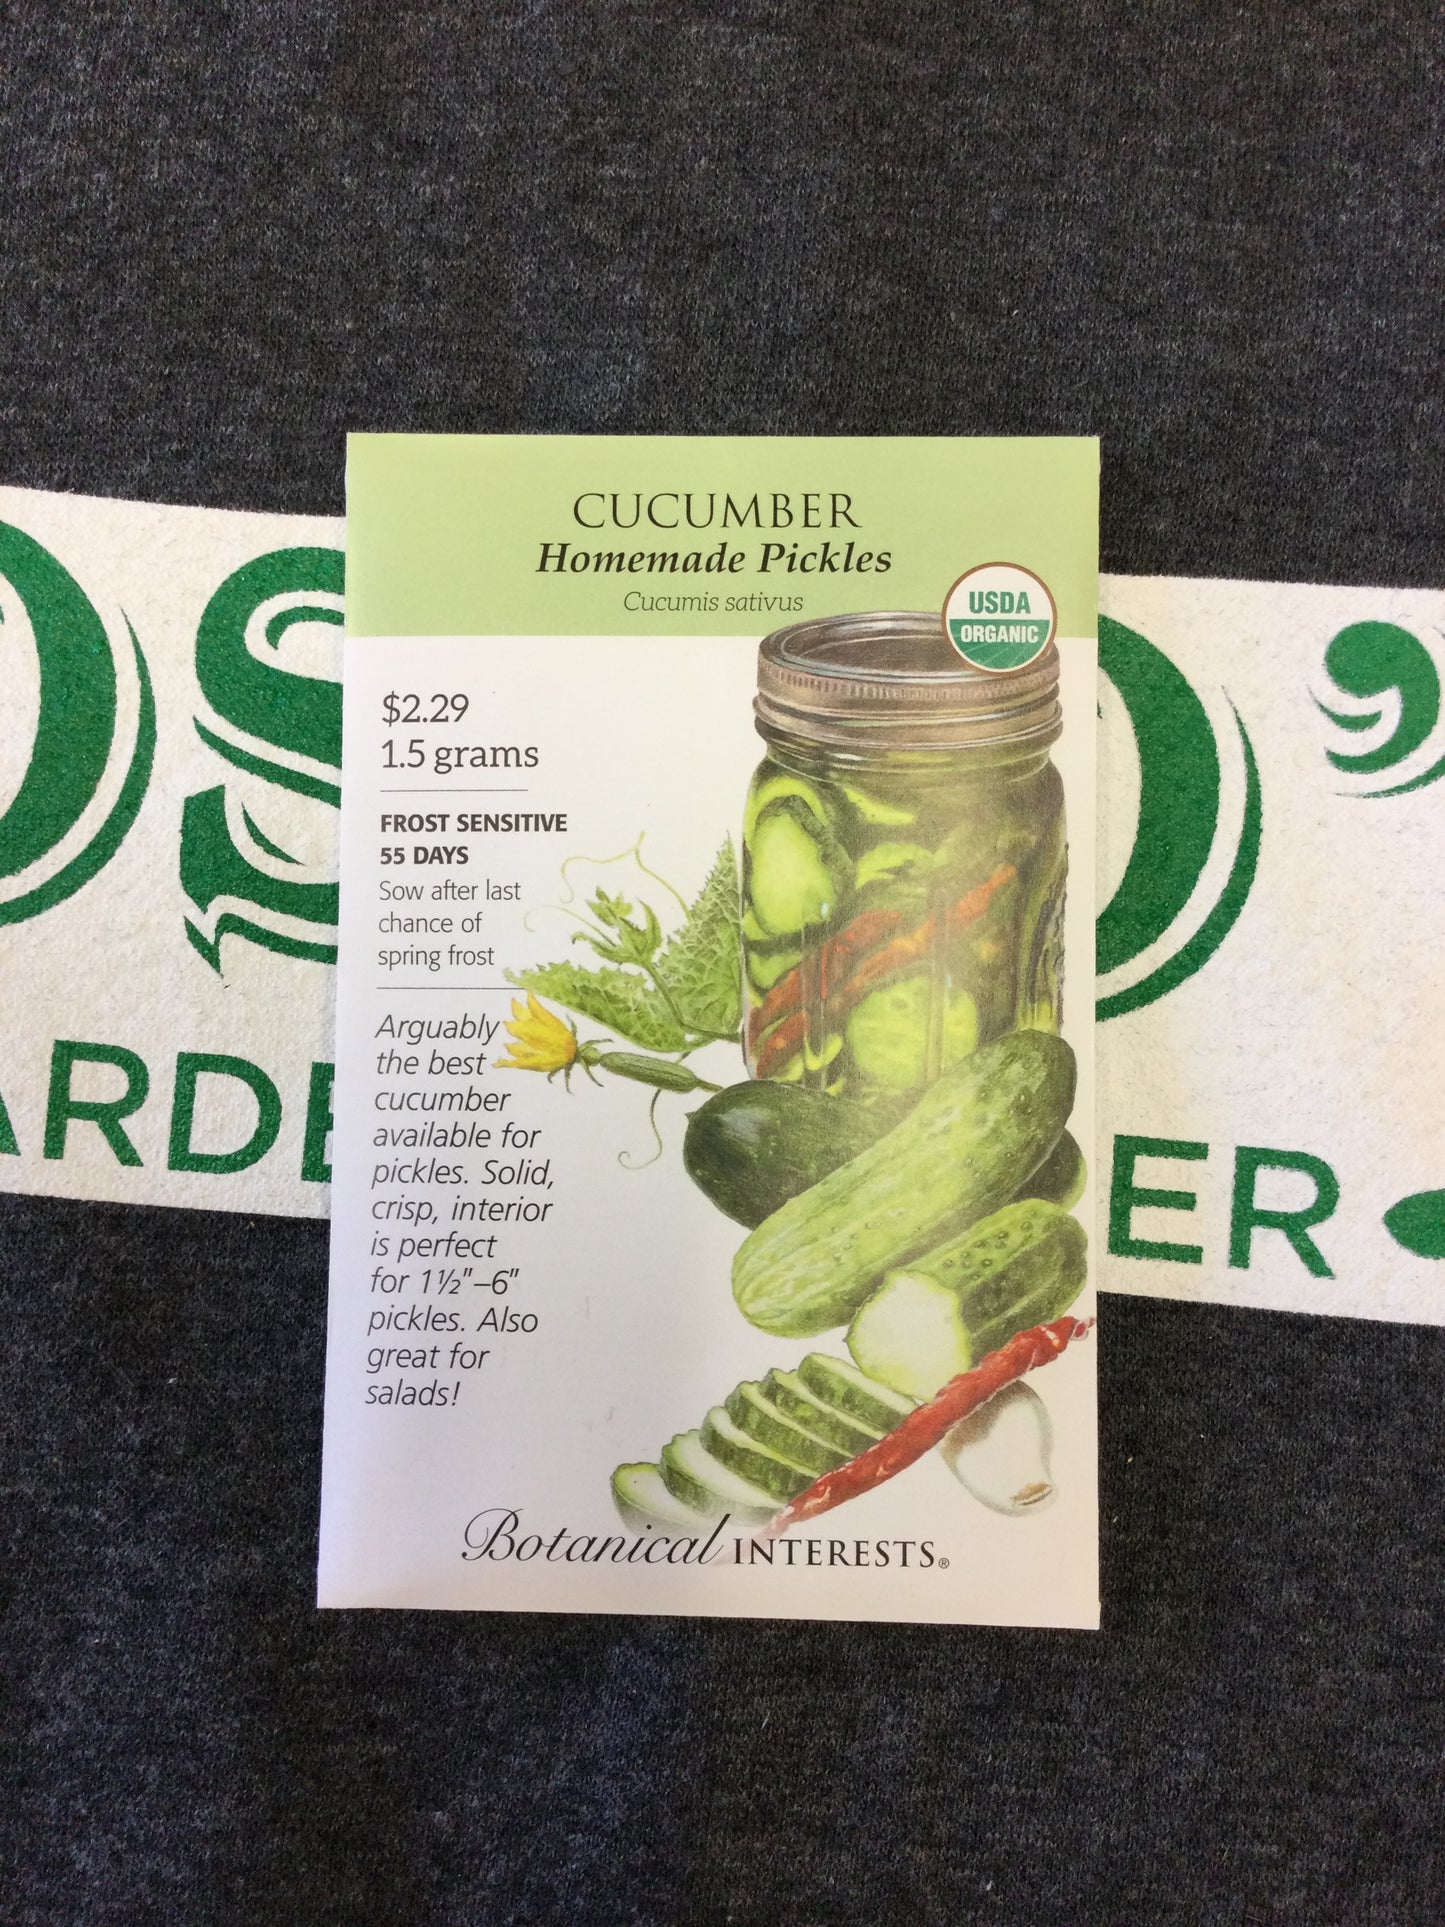 CUCUMBER
Homemade Pickles
Cucumis sativus
USDA
ORGANIC
$2.29
1.5 grams
FROST SENSITIVE
55 DAYS
Sow after last
chance of
spring frost
Arguably
the best
cucumber
available for
pickles. Solid,
crisp, interior
is perfect
for 1½"–6"
pickles. Also
great for
salads!
Botanical INTERESTS®